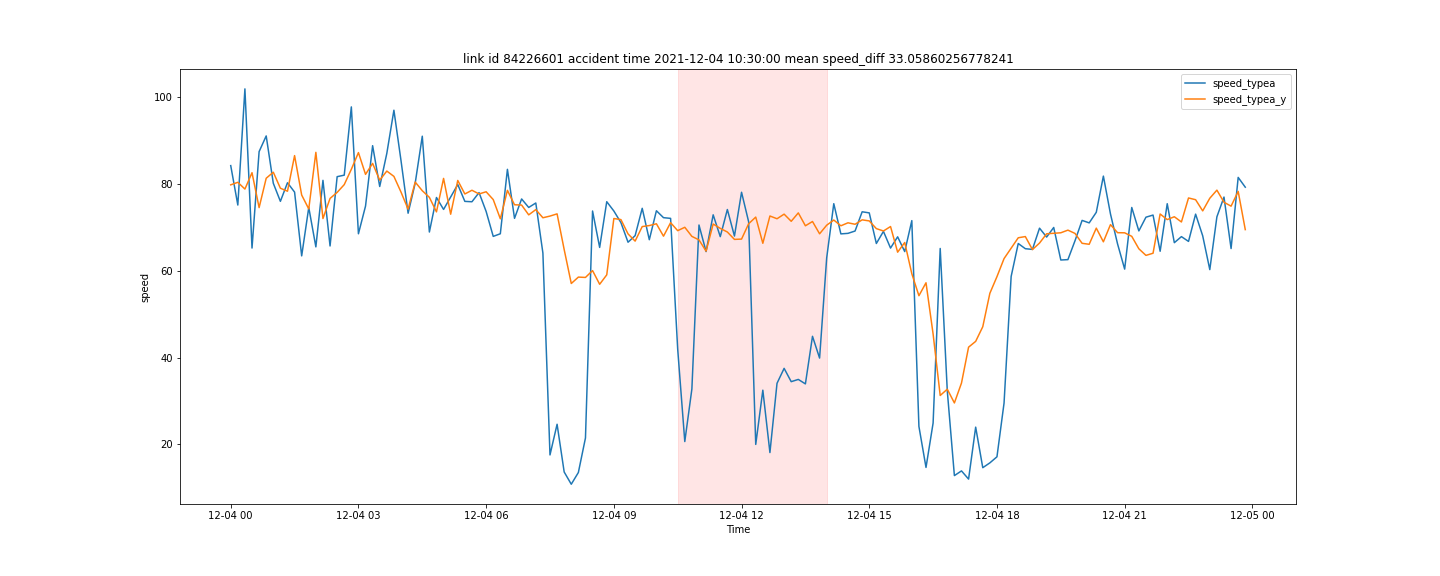 link id 84226601 accident time 2021-12-04 10:30:00 mean speed_diff 33.05860256778241
speed_typea
speed_typea_y
100
80
60
40
20
speed
12-04 00
12-04 03
12-04 06
12-04 09
12-04 12
12-04 15
12-04 18
12-04 21
12-05 00
Time